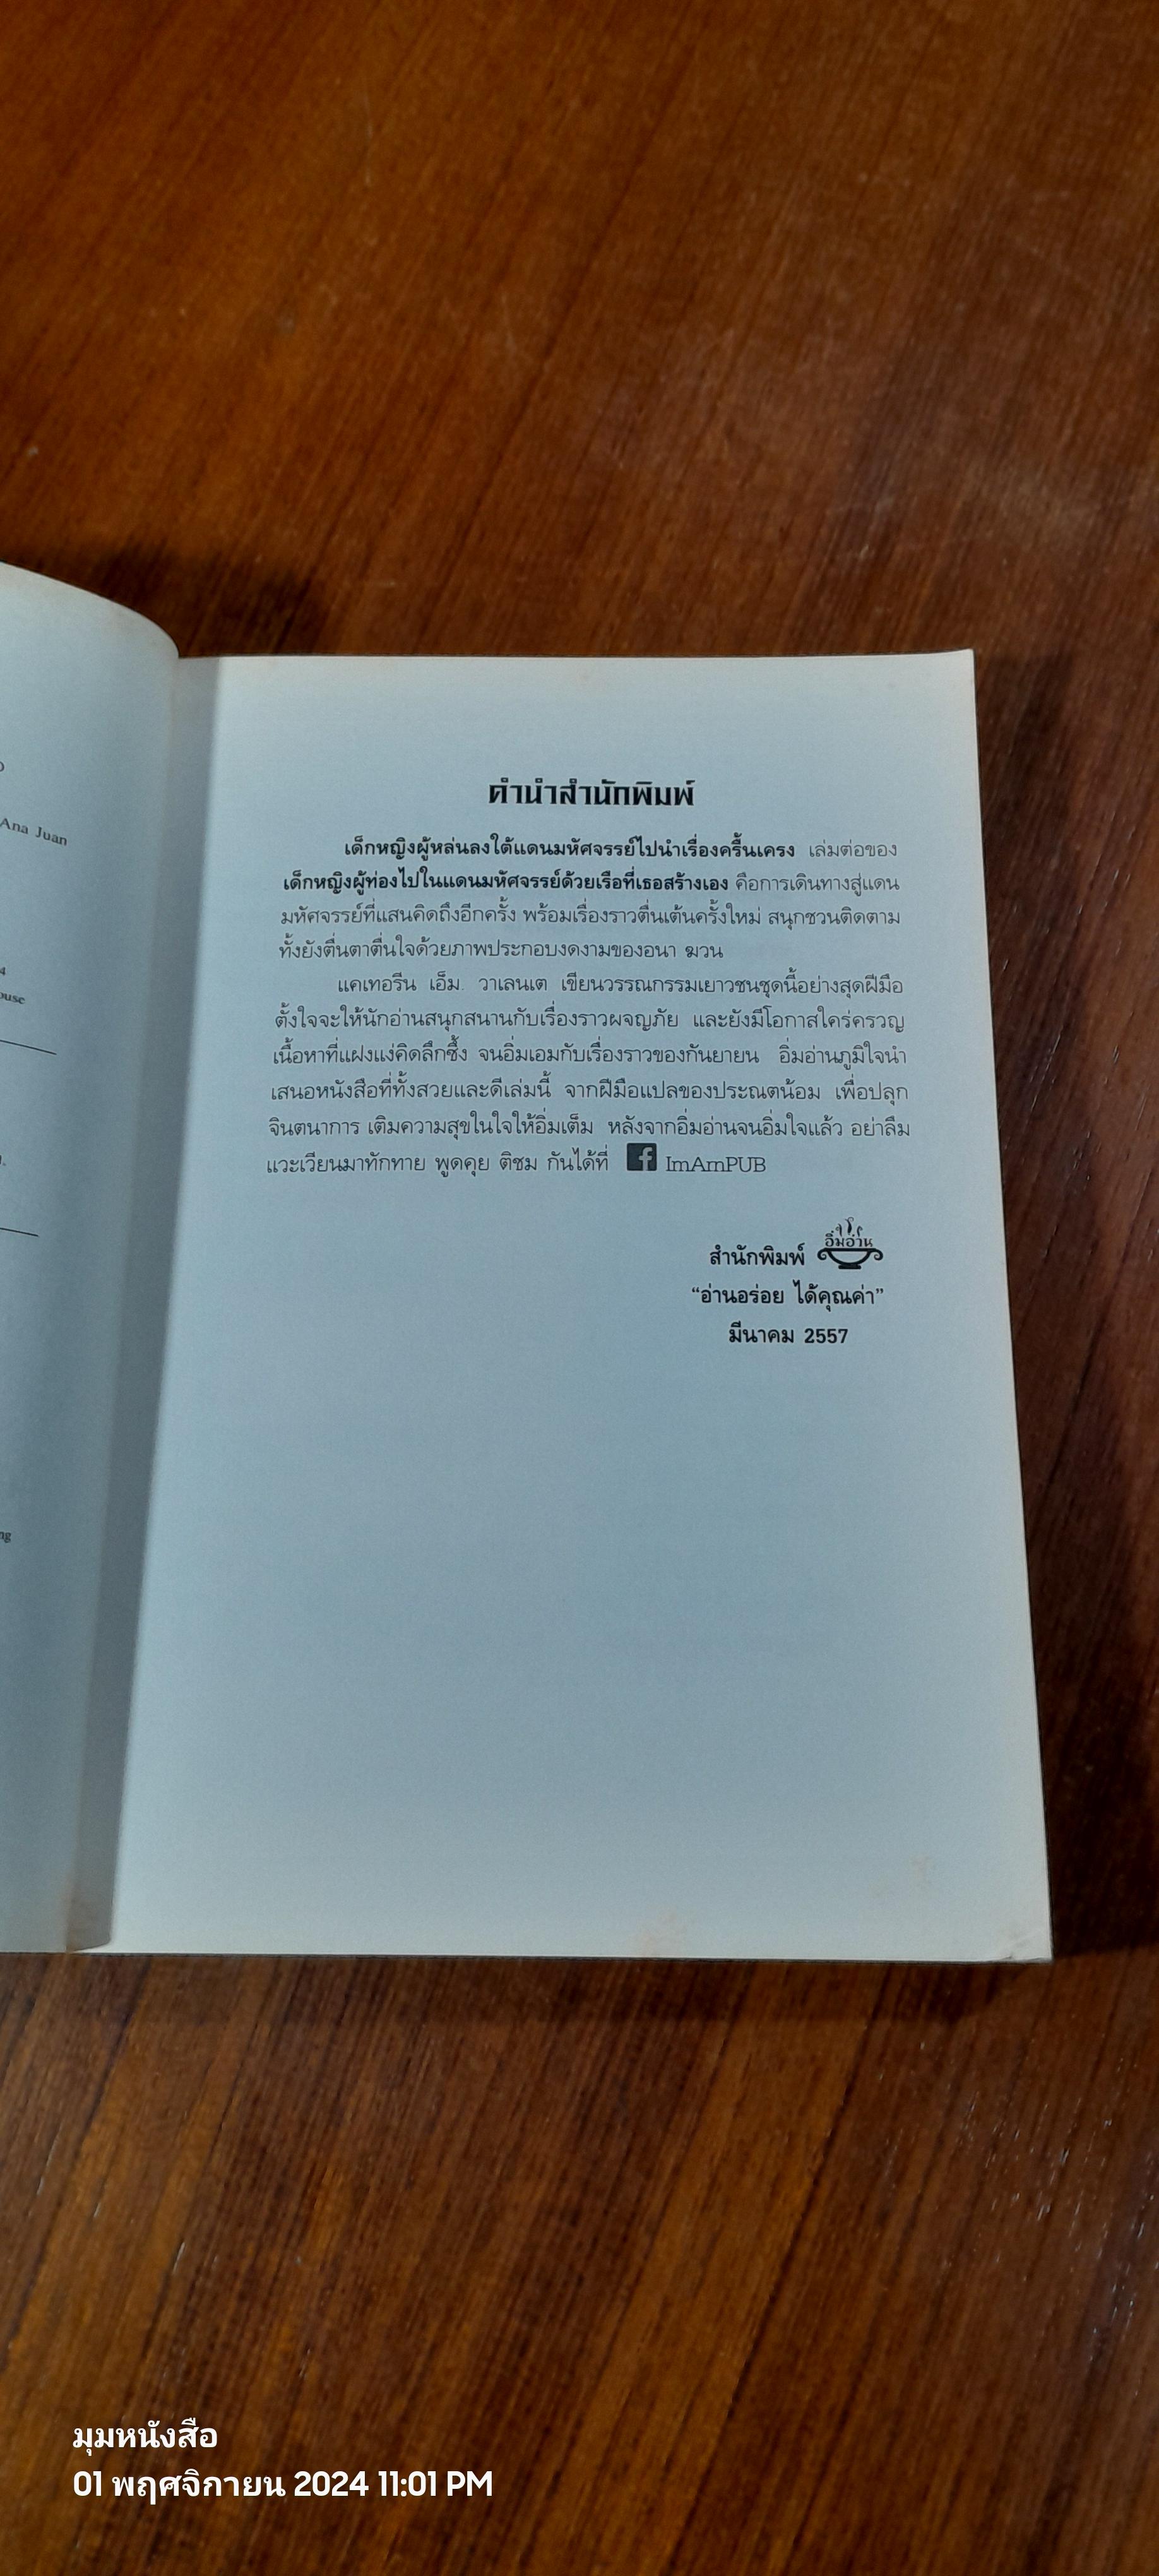 Ana Juan
คำนำสำนักพิมพ์
เด็กหญิงผู้หล่นลงใต้แดนมหัศจรรย์ไปนำเรื่องครื้นเครง เล่มต่อของ
เด็กหญิงผู้ท่องไปในแดนมหัศจรรย์ด้วยเรือที่เธอสร้างเอง คือการเดินทางสู่แดน
มหัศจรรย์ที่แสนคิดถึงอีกครั้ง พร้อมเรื่องราวตื่นเต้นครั้งใหม่ สนุกชวนติดตาม
ทั้งยังตื่นตาตื่นใจด้วยภาพประกอบงดงามของอนา ฆวน
แคเทอรีน เอ็ม. วาเลนเต เขียนวรรณกรรมเยาวชนชุดนี้อย่างสุดฝีมือ
ตั้งใจจะให้นักอ่านสนุกสนานกับเรื่องราวผจญภัย และยังมีโอกาสใคร่ครวญ
เนื้อหาที่แฝงแง่คิดลึกซึ้ง จนอิ่มเอมกับเรื่องราวของกันยายน อิ่มอ่านภูมิใจนำ
เสนอหนังสือที่ทั้งสวยและดีเล่มนี้ จากฝีมือแปลของประณตน้อม เพื่อปลุก
จินตนาการ เติมความสุขในใจให้อิ่มเต็ม หลังจากอิ่มอ่านจนอิ่มใจแล้ว อย่าลืม
แวะเวียนมาทักทาย พูดคุย ติชม กันได้ที่ f ImArnPUB
สำนักพิมพ์ อิ่มอ่าน
“อ่านอร่อย ได้คุณค่า”
มีนาคม 2557
มุมหนังสือ
01 พฤศจิกายน 2024 11:01 PM